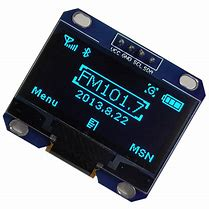 VCC GND SCL SDA
FM101.7
2013.8.22
Menu
MSN